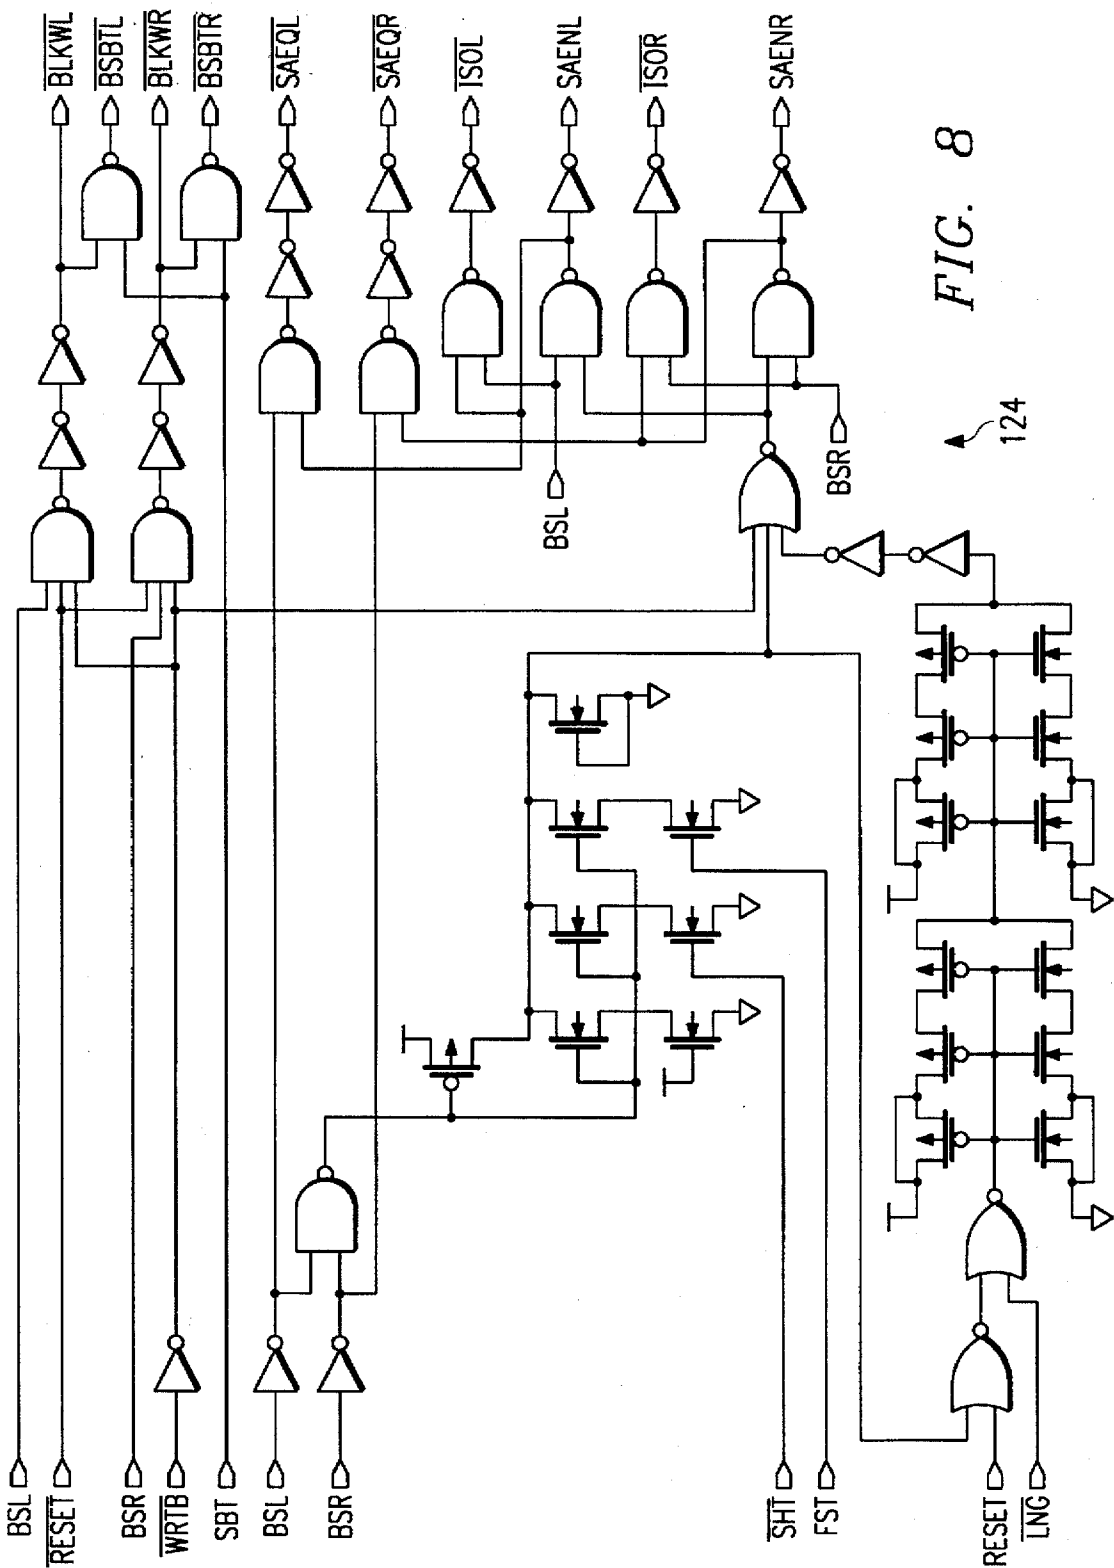 BSL
RESET
BSR
WRTB
SBT
BSL
BSR
SHT
FST
RESET
LNG
BSL
BSR
BLKWL
BSBTL
BLKWR
BSBTR
SAEQL
SAEQR
ISOL
SAENL
ISOR
SAENR
124
FIG. 8